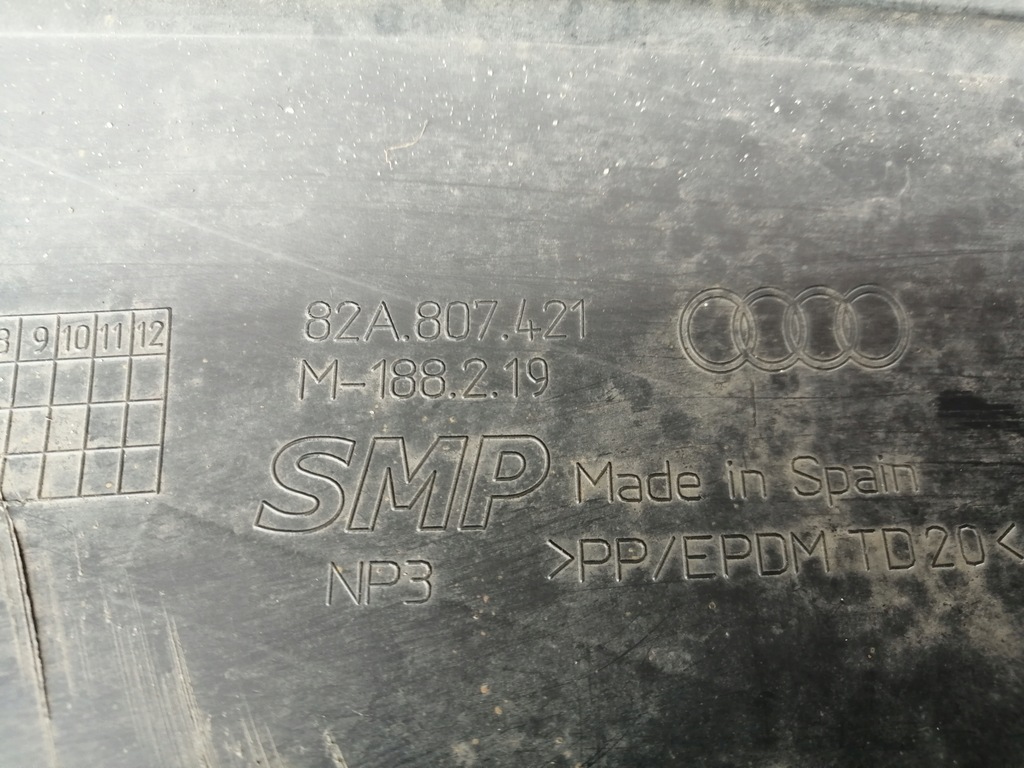 8 9 10 11 12
82A.807.421
M-188.2.19
SMP Made in Spain
>PP/EPDM TD20<
NP3